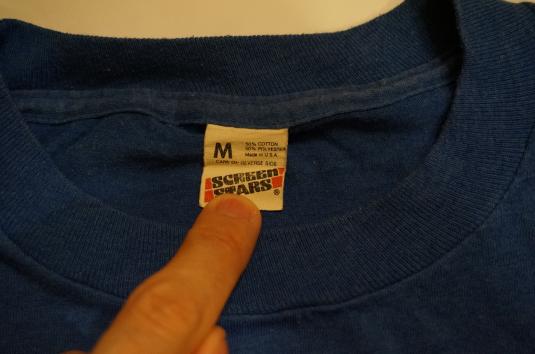 M
50% COTTON
50% POLYESTER
Made in U.S.A.
CARE ON REVERSE SIDE
SCREEN
STARS®